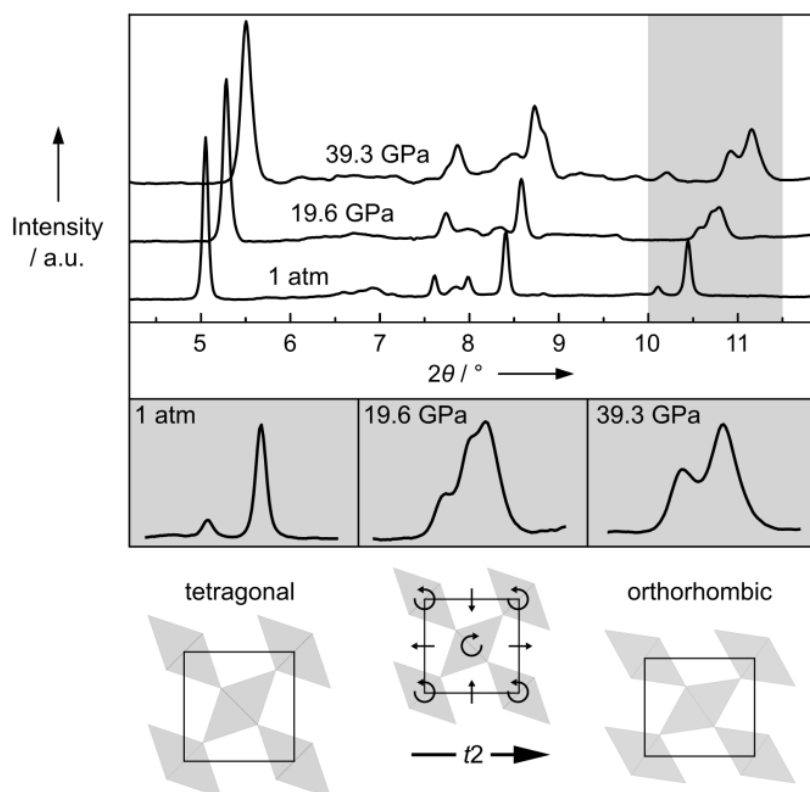 39.3 GPa
19.6 GPa
1 atm
Intensity
/ a.u.
5 6 7 8 9 10 11
2θ / °
1 atm 19.6 GPa 39.3 GPa
tetragonal orthorhombic
t2